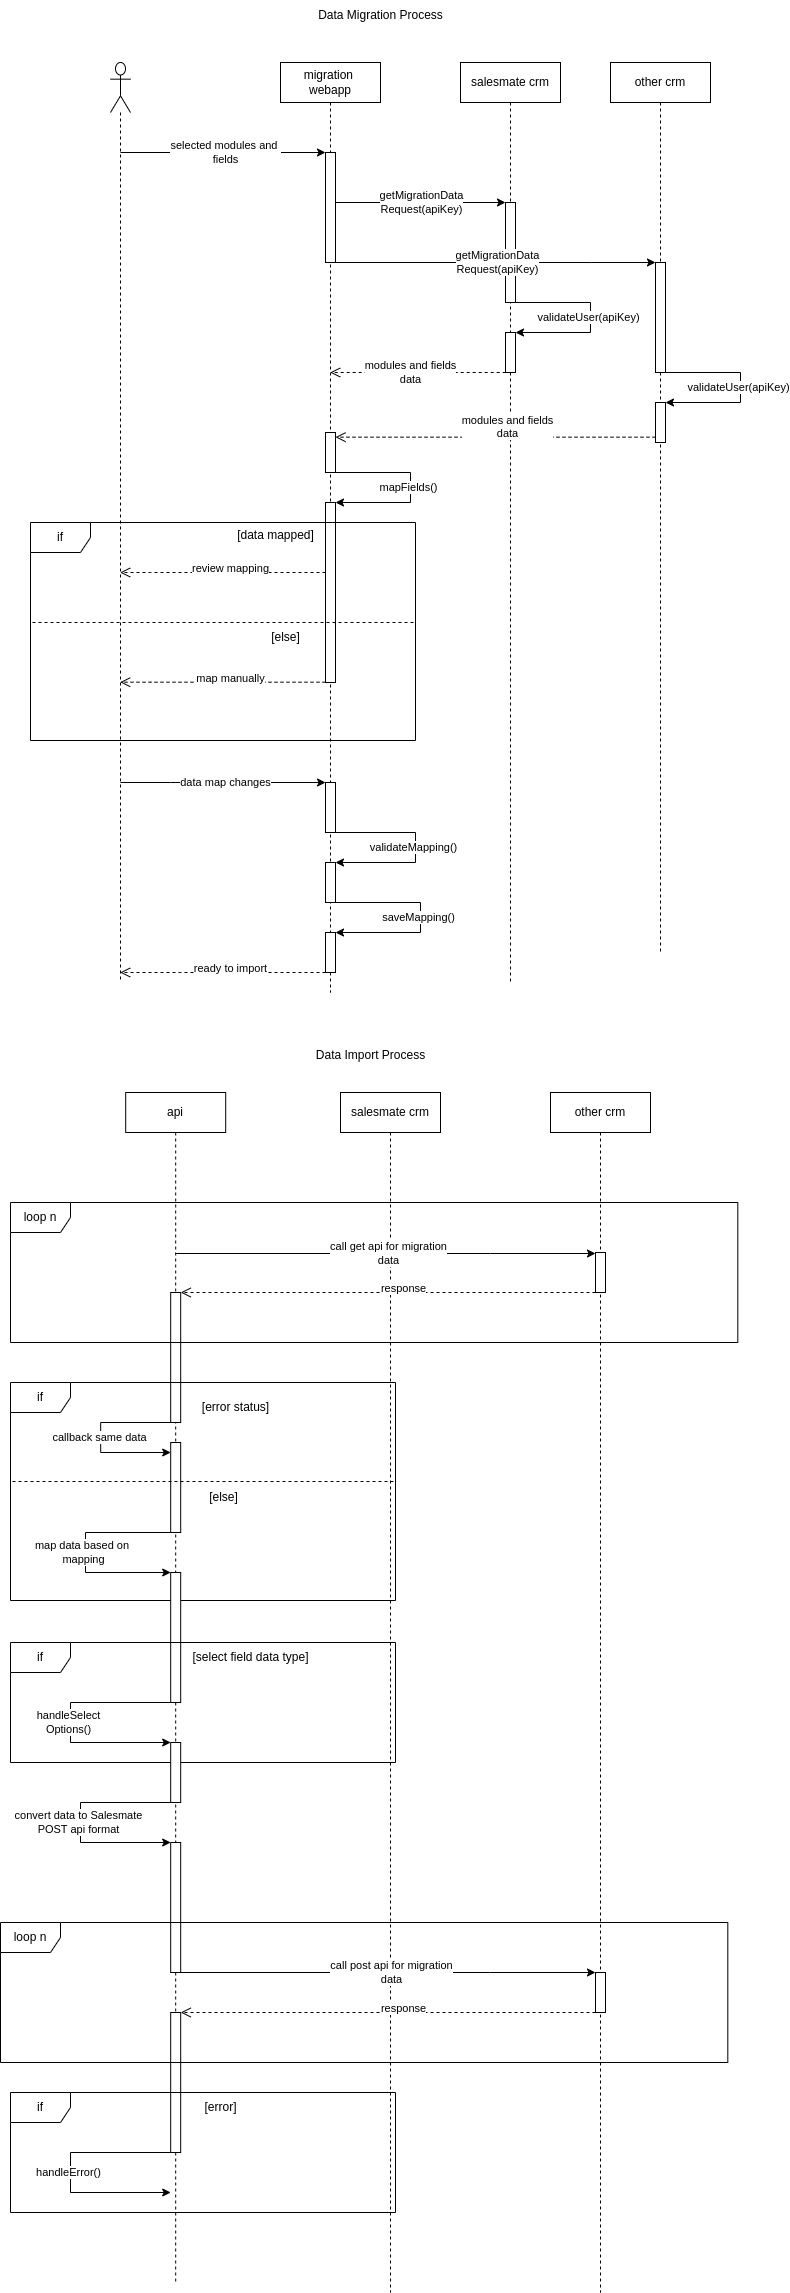 Data Migration Process
migration
webapp
salesmate crm
other crm
selected modules and
fields
getMigrationData
Request(apiKey)
getMigrationData
Request(apiKey)
validateUser(apiKey)
modules and fields
data
validateUser(apiKey)
modules and fields
data
mapFields()
if
[data mapped]
review mapping
[else]
map manually
data map changes
validateMapping()
saveMapping()
ready to import
Data Import Process
api
salesmate crm
other crm
loop n
call get api for migration
data
response
if
[error status]
callback same data
[else]
map data based on
mapping
if
[select field data type]
handleSelect
Options()
convert data to Salesmate
POST api format
loop n
call post api for migration
data
response
if
[error]
handleError()